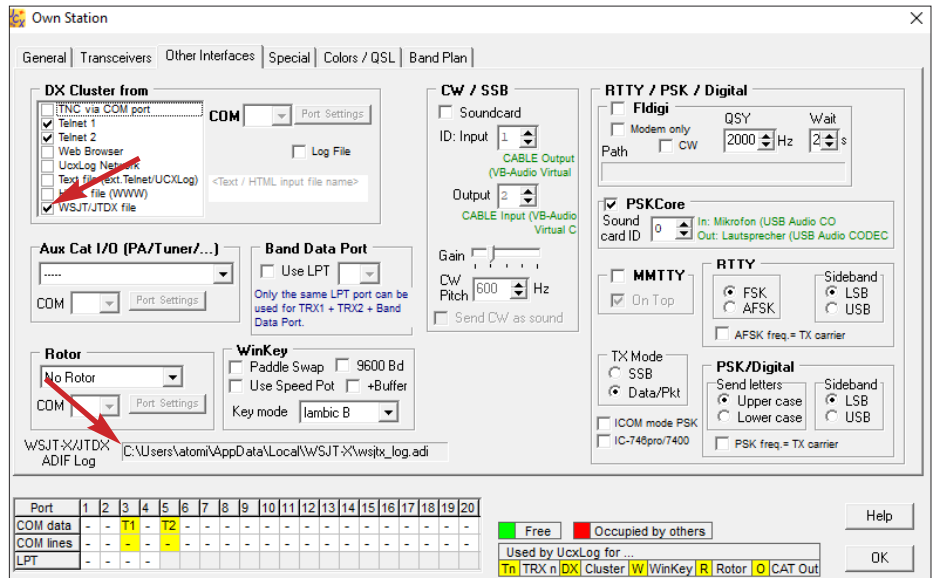 Own Station
General
Transceivers
Other Interfaces
Special
Colors / QSL
Band Plan
DX Cluster from
TNC via COM port
Telnet 1
Telnet 2
Web Browser
UcxLog Network
Text file (ext.Telnet/UCXLog)
file (WWW)
WSJT/JTDX file
COM
Port Settings
Log File
<Text / HTML input file name>
Aux Cat I/O (PA/Tuner/...)
-----
COM
Port Settings
Band Data Port
Use LPT
Only the same LPT port can be
used for TRX1 + TRX2 + Band
Data Port.
Rotor
No Rotor
COM
Port Settings
WinKey
Paddle Swap
9600 Bd
Use Speed Pot
+Buffer
Key mode
Iambic B
WSJT-X/JTDX
ADIF Log
C:\Users\atomi\AppData\Local\WSJT-X\wsjtx_log.adi
CW / SSB
Soundcard
ID: Input
1
CABLE Output
(VB-Audio Virtual
Output
2
CABLE Input (VB-Audio
Virtual C
Gain
CW
Pitch
600
Hz
Send CW as sound
RTTY / PSK / Digital
Fldigi
Modem only
CW
Path
QSY
2000
Hz
Wait
2
s
PSKCore
Sound
card ID
0
In: Mikrofon (USB Audio CO
Out: Lautsprecher (USB Audio CODEC
MMTTY
On Top
RTTY
FSK
AFSK
Sideband
LSB
USB
AFSK freq.= TX carrier
TX Mode
SSB
Data/Pkt
ICOM mode PSK
IC-746pro/7400
PSK/Digital
Send letters
Upper case
Lower case
Sideband
LSB
USB
PSK freq.= TX carrier
Port 1 2 3 4 5 6 7 8 9 10 11 12 13 14 15 16 17 18 19 20
COM data - - T1 - T2 - - - - - - - - - - - - - - -
COM lines - - - - - - - - - - - - - - - - - - - -
LPT - - - -
Free
Occupied by others
Used by UcxLog for ...
Tn TRX n DX Cluster W WinKey R Rotor O CAT Out
Help
OK